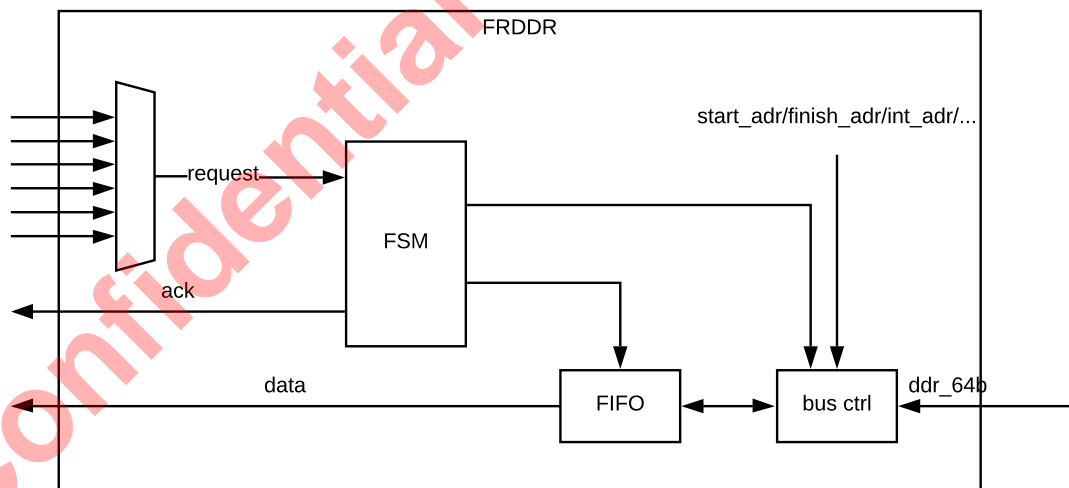 FRDDR
start_adr/finish_adr/int_adr/...
request
FSM
ack
data
FIFO
bus ctrl
ddr_64b
Confidential